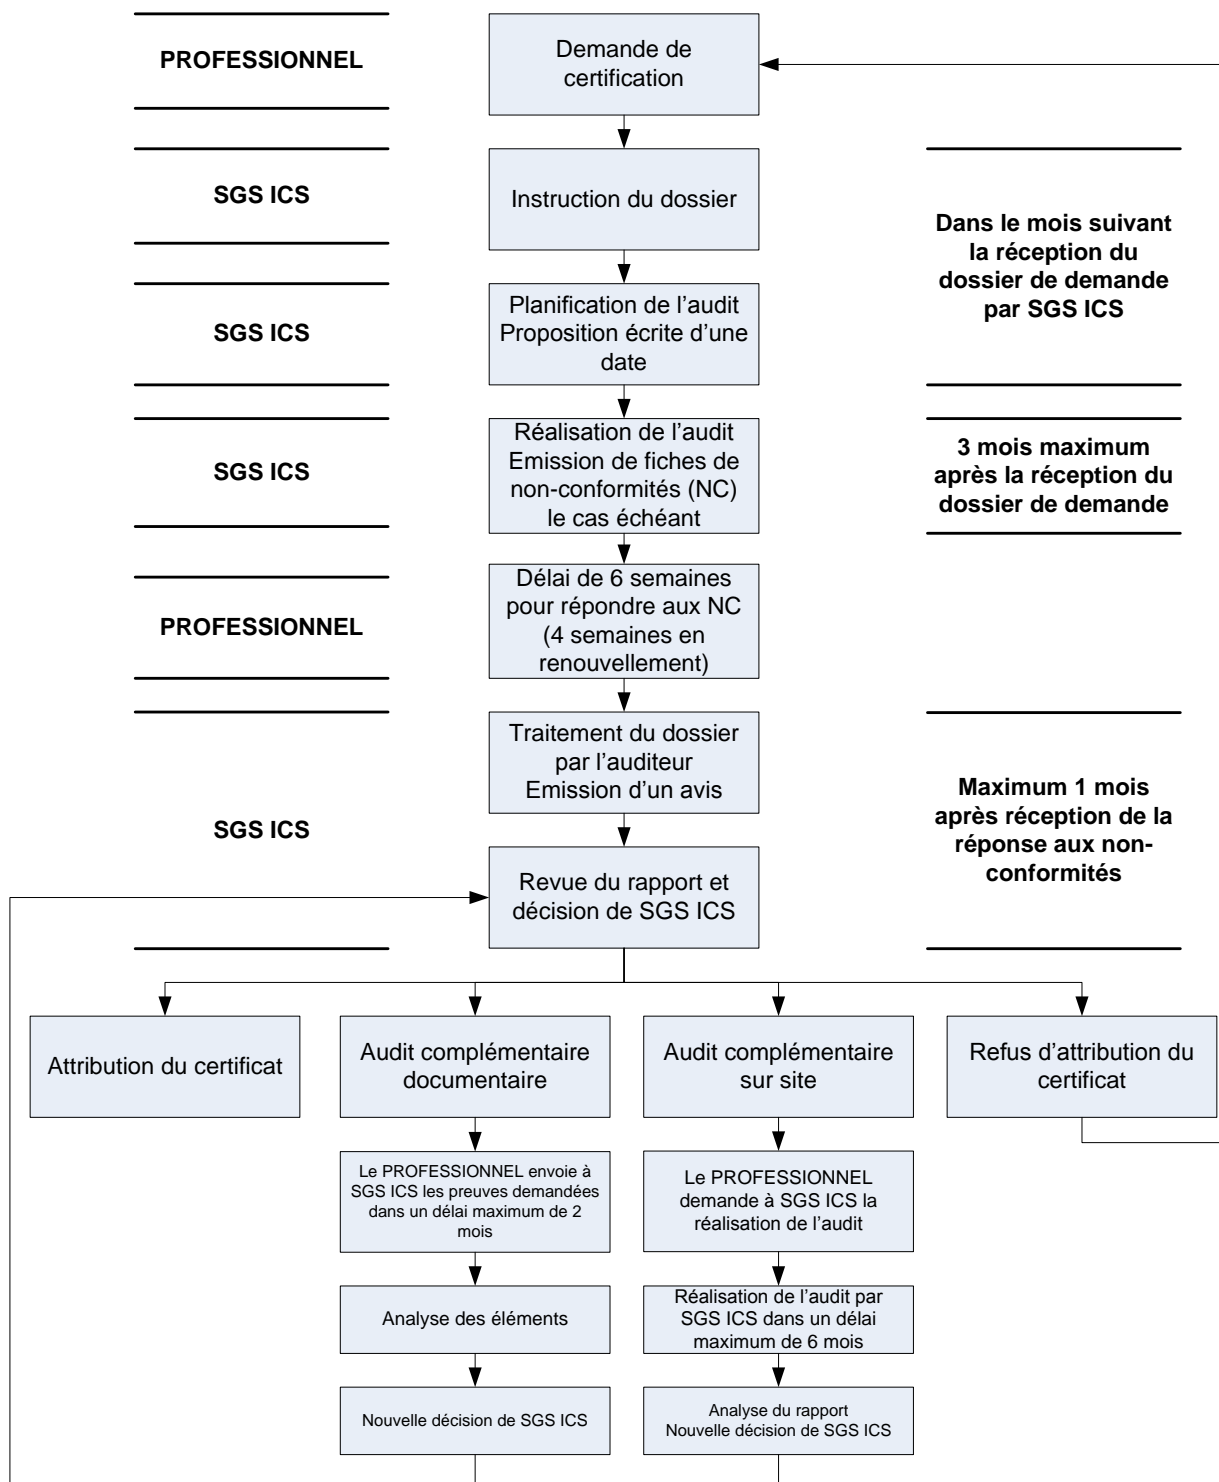 PROFESSIONNEL
Demande de
certification
SGS ICS
Instruction du dossier
Dans le mois suivant
la réception du
dossier de demande
par SGS ICS
SGS ICS
Planification de l’audit
Proposition écrite d’une
date
SGS ICS
Réalisation de l’audit
Emission de fiches de
non-conformités (NC)
le cas échéant
3 mois maximum
après la réception du
dossier de demande
PROFESSIONNEL
Délai de 6 semaines
pour répondre aux NC
(4 semaines en
renouvellement)
SGS ICS
Traitement du dossier
par l’auditeur
Emission d’un avis
Maximum 1 mois
après réception de la
réponse aux non-
conformités
Revue du rapport et
décision de SGS ICS
Attribution du certificat
Audit complémentaire
documentaire
Audit complémentaire
sur site
Refus d’attribution du
certificat
Le PROFESSIONNEL envoie à
SGS ICS les preuves demandées
dans un délai maximum de 2
mois
Le PROFESSIONNEL
demande à SGS ICS la
réalisation de l’audit
Analyse des éléments
Réalisation de l’audit par
SGS ICS dans un délai
maximum de 6 mois
Nouvelle décision de SGS ICS
Analyse du rapport
Nouvelle décision de SGS ICS